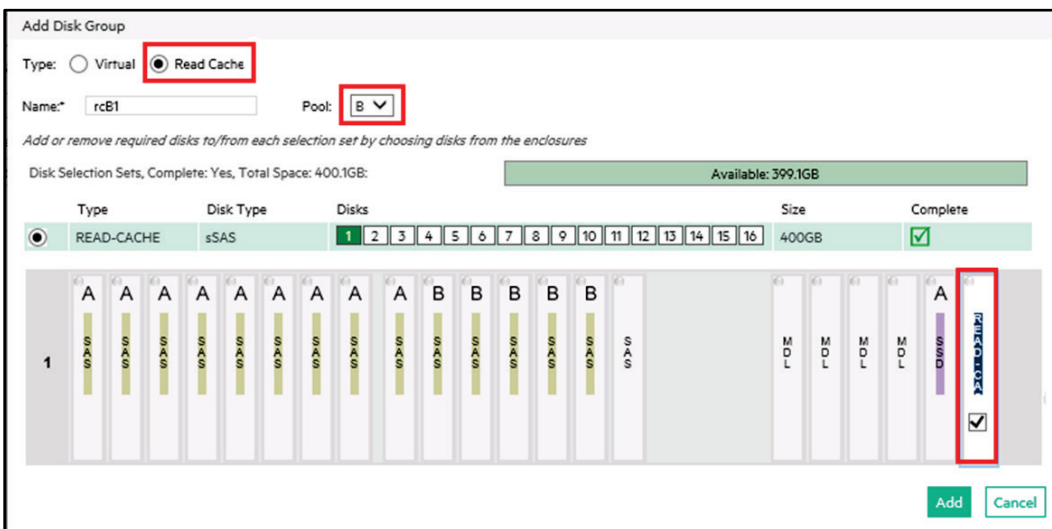 Add Disk Group
Type: Virtual Read Cache
Name:* rcB1 Pool: B
Add or remove required disks to/from each selection set by choosing disks from the enclosures
Disk Selection Sets, Complete: Yes, Total Space: 400.1GB: Available: 399.1GB
Type Disk Type Disks Size Complete
READ-CACHE sSAS 1 2 3 4 5 6 7 8 9 10 11 12 13 14 15 16 400GB
A A A A A A A A A B B B B B A
1 SAS SAS SAS SAS SAS SAS SAS SAS SAS SAS SAS SAS SAS SAS SAS MDL MDL MDL MDL SSD READ-CA
Add Cancel